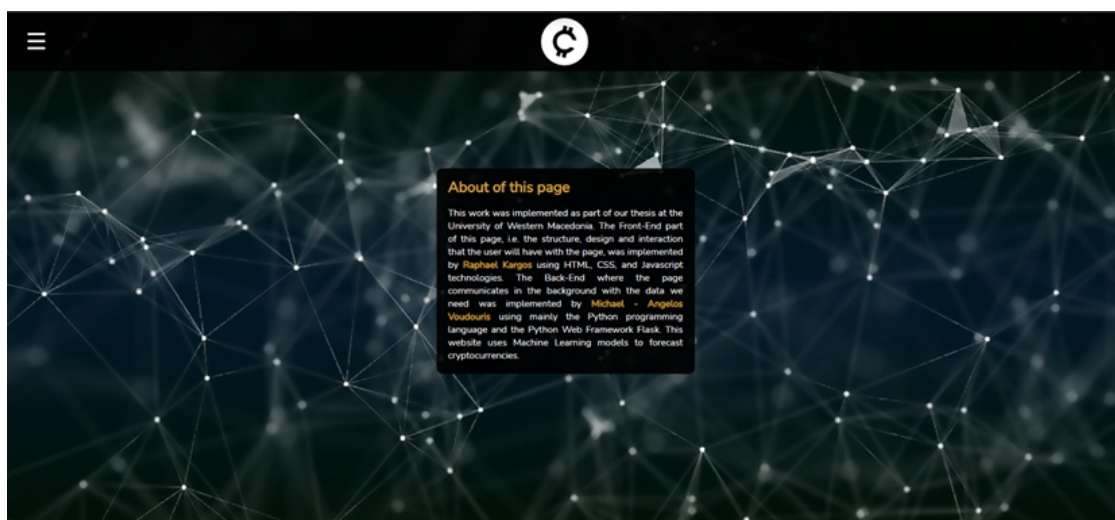 About of this page
This work was implemented as part of our thesis at the
University of Western Macedonia. The Front-End part
of this page, i.e. the structure, design and interaction
that the user will have with the page, was implemented
by Raphael Kargos using HTML, CSS, and Javascript
technologies. The Back-End where the page
communicates in the background with the data we
need was implemented by Michael - Angelos
Voudouris using mainly the Python programming
language and the Python Web Framework Flask. This
website uses Machine Learning models to forecast
cryptocurrencies.